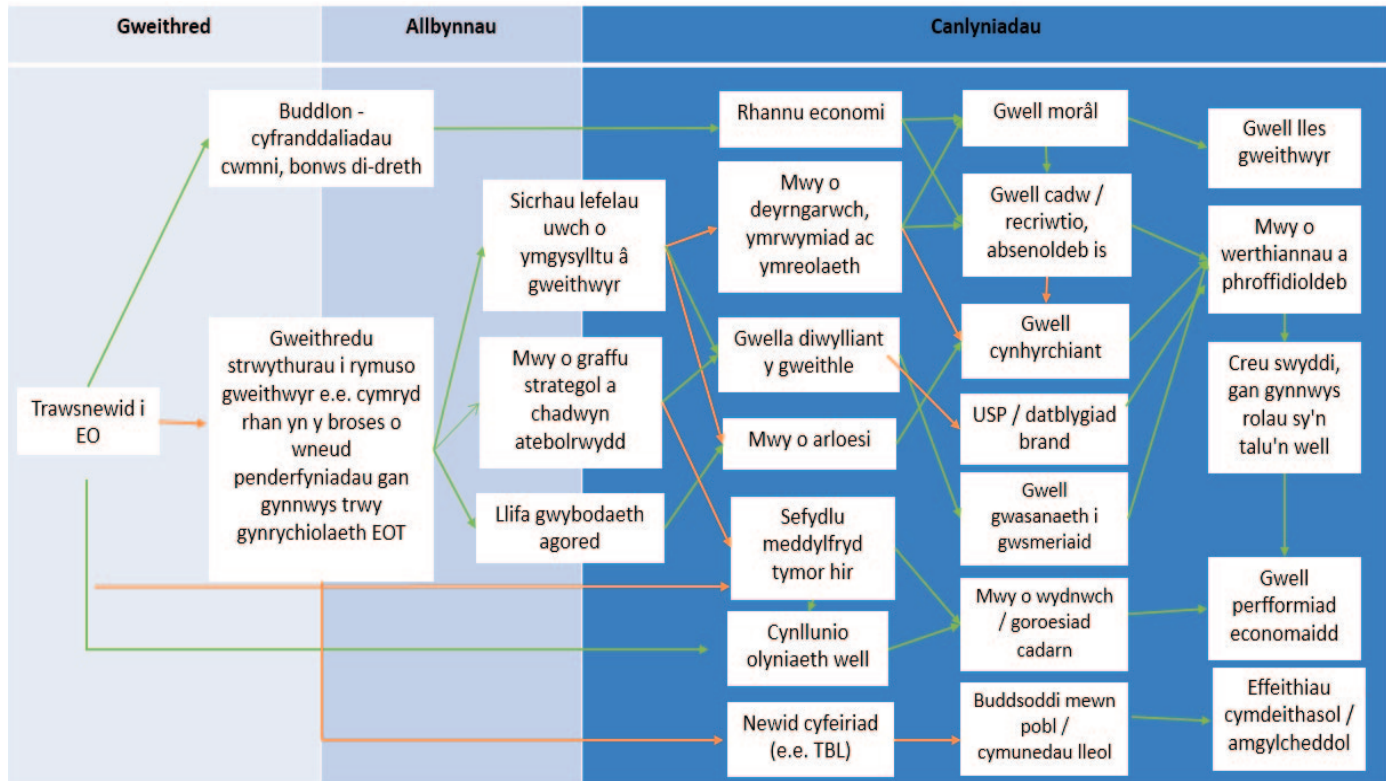 Gweithred
Allbynnau
Canlyniadau
Trawsnewid i
EO
BuddIon -
cyfranddaliadau
cwmni, bonws di-dreth
Gweithredu
strwythurau i rymuso
gweithwyr e.e. cymryd
rhan yn y broses o
wneud
penderfyniadau gan
gynnwys trwy
gynrychiolaeth EOT
Sicrhau lefelau
uwch o
ymgysylltu â
gweithwyr
Mwy o graffu
strategol a
chadwyn
atebolrwydd
Llifa gwybodaeth
agored
Rhannu economi
Mwy o
deyrngarwch,
ymrwymiad ac
ymreolaeth
Gwella diwylliant
y gweithle
Mwy o arloesi
Sefydlu
meddylfryd
tymor hir
Cynllunio
olyniaeth well
Newid cyfeiriad
(e.e. TBL)
Gwell morâl
Gwell cadw /
recriwtio,
absenoldeb is
Gwell
cynhyrchiant
USP / datblygiad
brand
Gwell
gwasanaeth i
gwsmeriaid
Mwy o wydnwch
/ goroesiad
cadarn
Buddsoddi mewn
pobl /
cymunedau lleol
Gwell lles
gweithwyr
Mwy o
werthiannau a
phroffidioldeb
Creu swyddi,
gan gynnwys
rolau sy'n
talu'n well
Gwell
perfformiad
economaidd
Effeithiau
cymdeithasol /
amgylcheddol